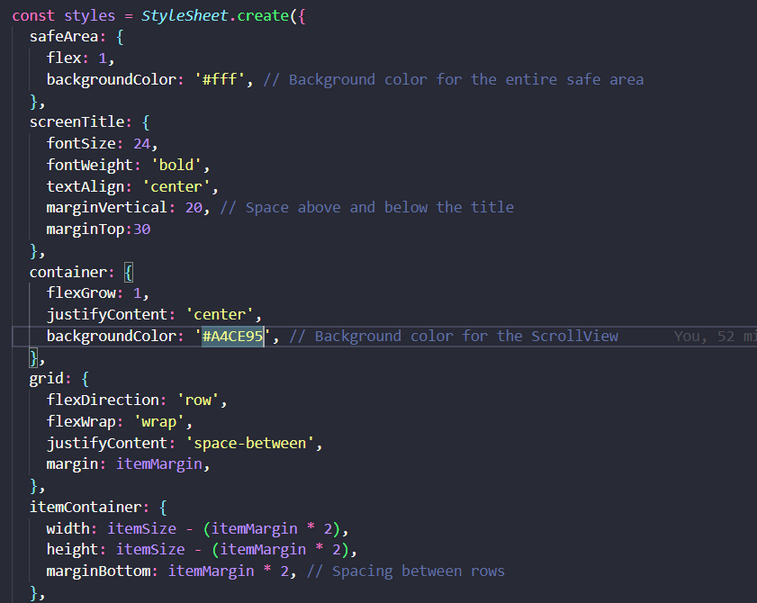 const styles = StyleSheet.create({
  safeArea: {
    flex: 1,
    backgroundColor: '#fff', // Background color for the entire safe area
  },
  screenTitle: {
    fontSize: 24,
    fontWeight: 'bold',
    textAlign: 'center',
    marginVertical: 20, // Space above and below the title
    marginTop:30
  },
  container: {
    flexGrow: 1,
    justifyContent: 'center',
    backgroundColor: '#A4CE95', // Background color for the ScrollView You, 52 mi
  },
  grid: {
    flexDirection: 'row',
    flexWrap: 'wrap',
    justifyContent: 'space-between',
    margin: itemMargin,
  },
  itemContainer: {
    width: itemSize - (itemMargin * 2),
    height: itemSize - (itemMargin * 2),
    marginBottom: itemMargin * 2, // Spacing between rows
  },